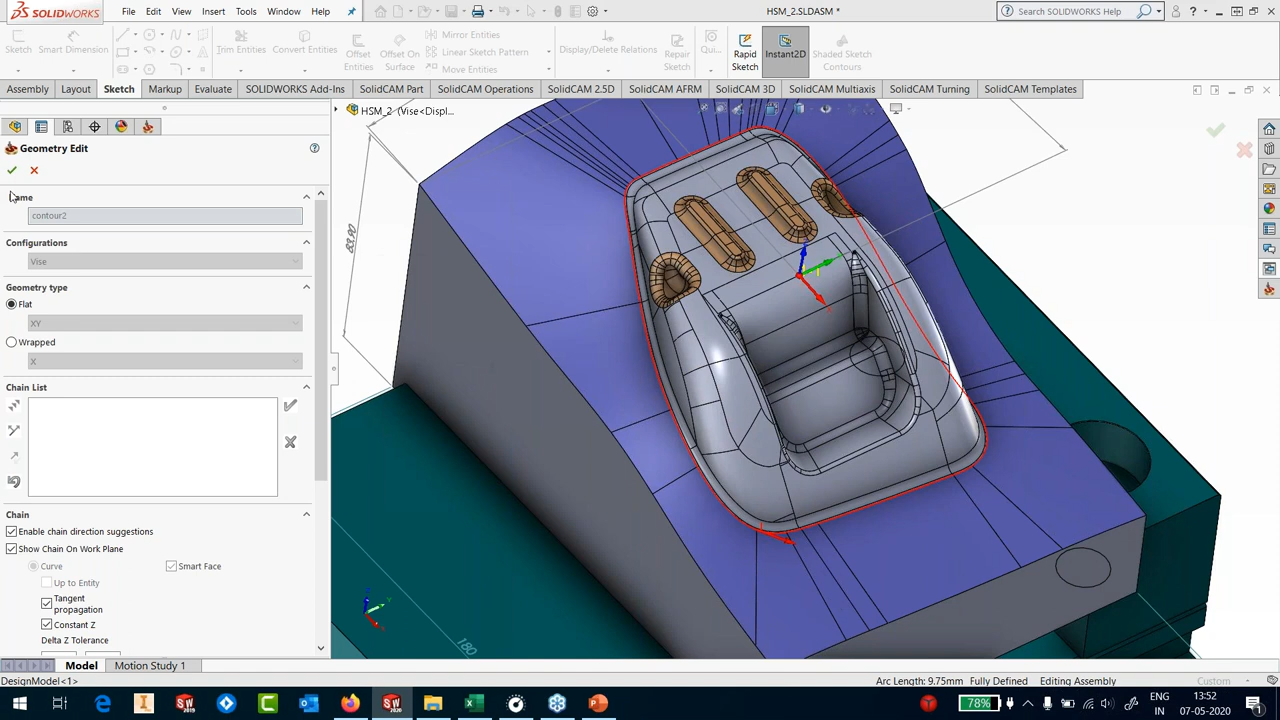 SOLIDWORKS
File Edit View Insert Tools Window Help
HSM_2.SLDASM *
Search SOLIDWORKS Help
Sketch
Smart Dimension
Trim Entities
Convert Entities
Offset Entities
Offset On Surface
Mirror Entities
Linear Sketch Pattern
Move Entities
Display/Delete Relations
Repair Sketch
Qui...
Rapid Sketch
Instant2D
Shaded Sketch Contours
Assembly Layout Sketch Markup Evaluate SOLIDWORKS Add-Ins SolidCAM Part SolidCAM Operations SolidCAM 2.5D SolidCAM AFRM SolidCAM 3D SolidCAM Multiaxis SolidCAM Turning SolidCAM Templates
HSM_2 (Vise<Displ...
Geometry Edit
contour2
Configurations
Vise
Geometry type
Flat
XY
Wrapped
X
Chain List
Chain
Enable chain direction suggestions
Show Chain On Work Plane
Curve
Smart Face
Up to Entity
Tangent propagation
Constant Z
Delta Z Tolerance
83,90
180
Model Motion Study 1
DesignModel<1>
Arc Length: 9.75mm Fully Defined Editing Assembly
Custom
78%
ENG
IN
13:52
07-05-2020